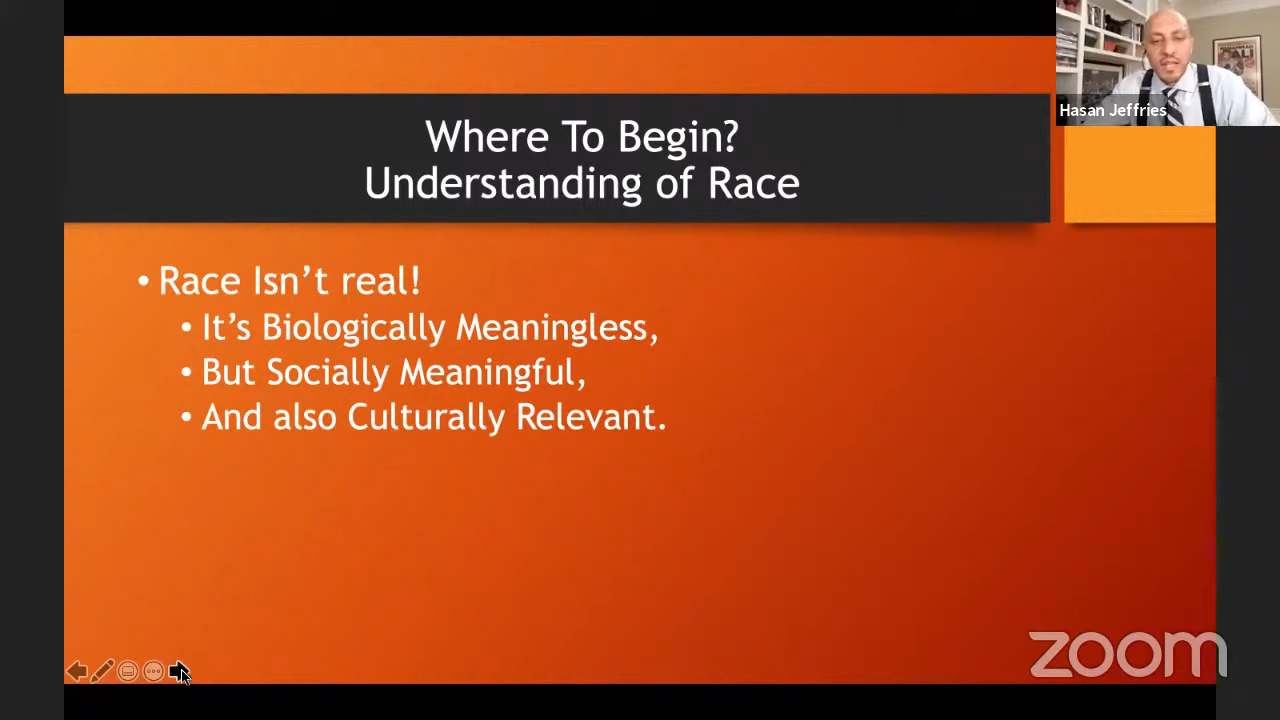 Where To Begin?
Understanding of Race
ALI
Hasan Jeffries
• Race Isn’t real!
• It’s Biologically Meaningless,
• But Socially Meaningful,
• And also Culturally Relevant.
zoom